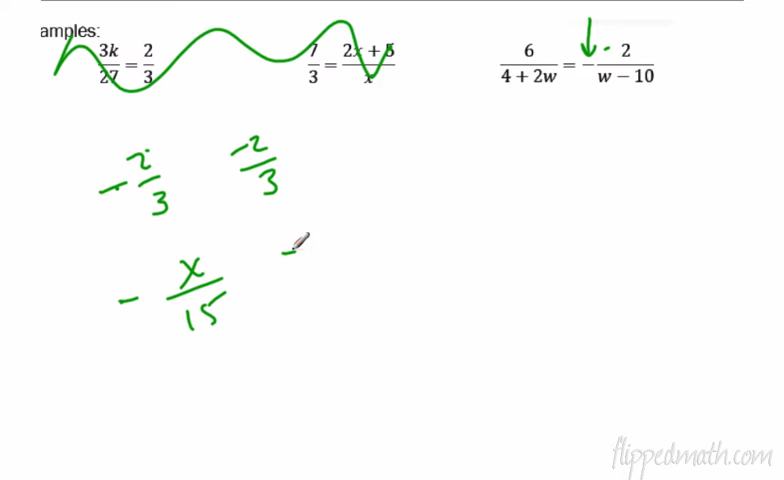 amples:
3k/27 = 2/3    7/3 = (2x + 5)/x    6/(4 + 2w) = - 2/(w − 10)
- 2/3    -2/3
- x/15    -
flippedmath.com